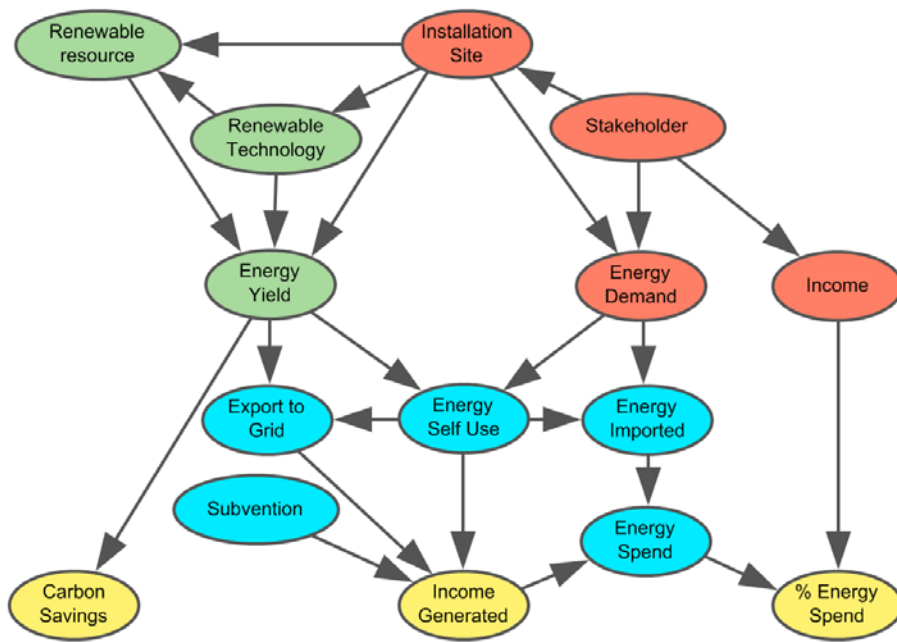 Renewable
resource
Installation
Site
Renewable
Technology
Stakeholder
Energy
Yield
Energy
Demand
Income
Export to
Grid
Energy
Self Use
Energy
Imported
Subvention
Energy
Spend
Carbon
Savings
Income
Generated
% Energy
Spend